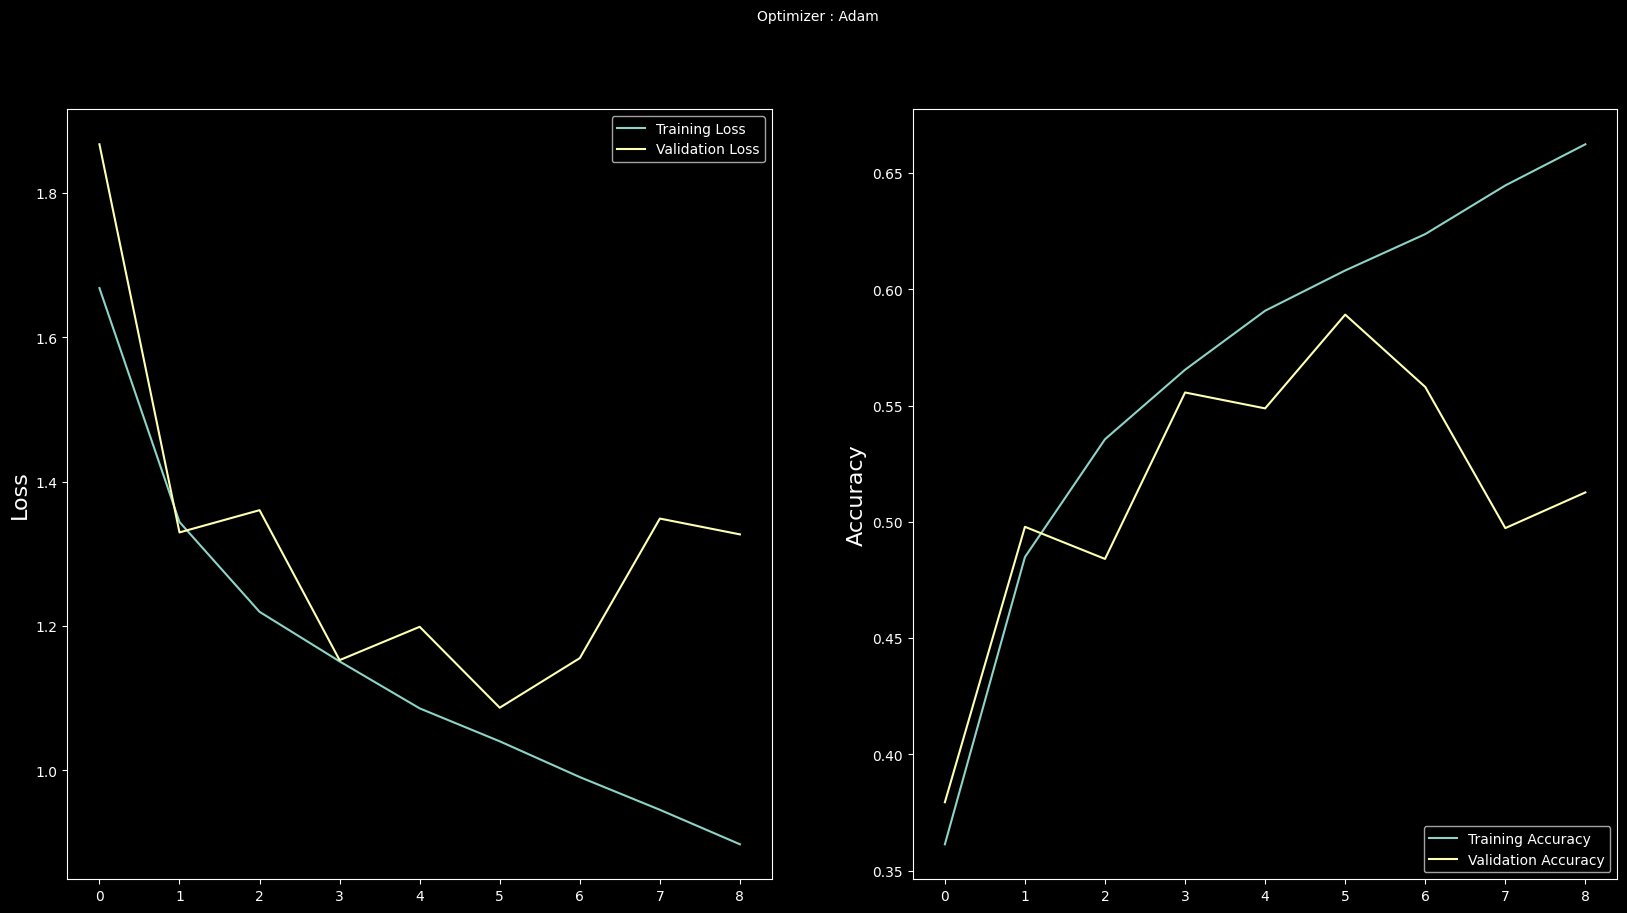 Optimizer : Adam
Loss
1.8
1.6
1.4
1.2
1.0
Training Loss
Validation Loss
0 1 2 3 4 5 6 7 8
Accuracy
0.65
0.60
0.55
0.50
0.45
0.40
0.35
Training Accuracy
Validation Accuracy
0 1 2 3 4 5 6 7 8